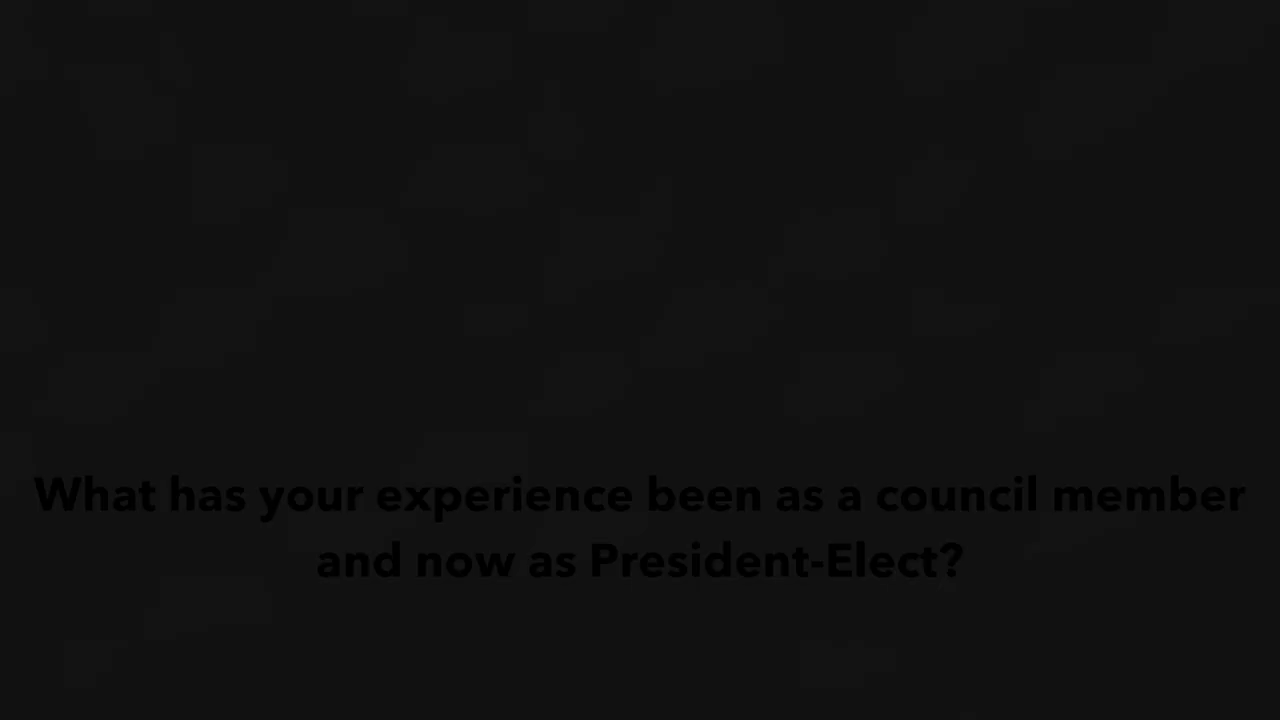 What has your experience been as a council member
and now as President-Elect?